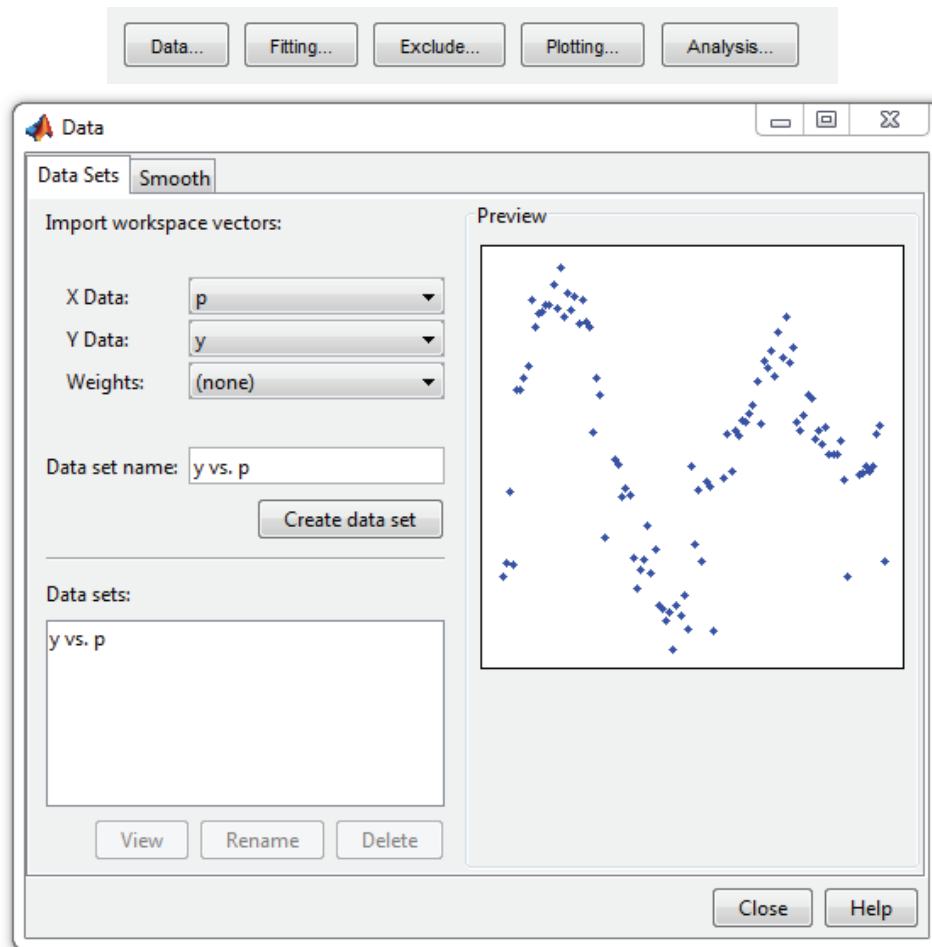 Data... Fitting... Exclude... Plotting... Analysis...
Data
Data Sets Smooth
Import workspace vectors:
X Data: p
Y Data: y
Weights: (none)
Data set name: y vs. p
Create data set
Data sets:
y vs. p
View Rename Delete
Preview
Close Help